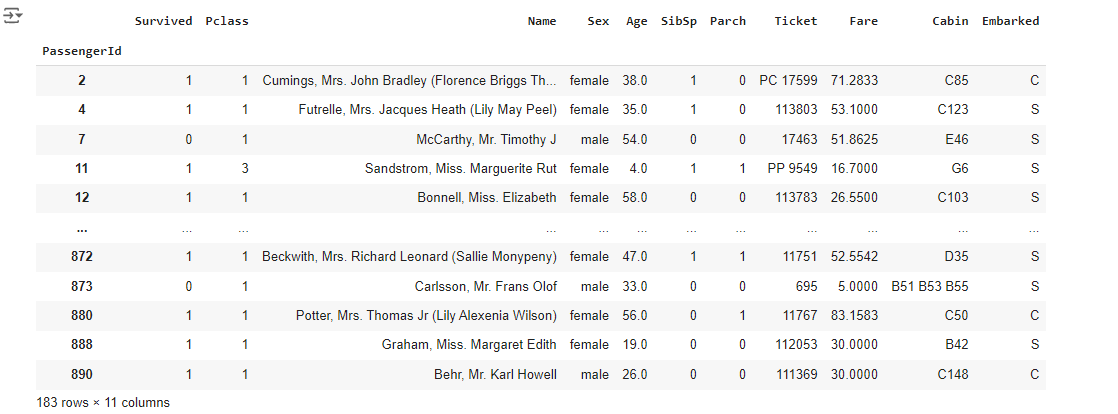 Survived Pclass Name Sex Age SibSp Parch Ticket Fare Cabin Embarked
PassengerId
2 1 1 Cumings, Mrs. John Bradley (Florence Briggs Th... female 38.0 1 0 PC 17599 71.2833 C85 C
4 1 1 Futrelle, Mrs. Jacques Heath (Lily May Peel) female 35.0 1 0 113803 53.1000 C123 S
7 0 1 McCarthy, Mr. Timothy J male 54.0 0 0 17463 51.8625 E46 S
11 1 3 Sandstrom, Miss. Marguerite Rut female 4.0 1 1 PP 9549 16.7000 G6 S
12 1 1 Bonnell, Miss. Elizabeth female 58.0 0 0 113783 26.5500 C103 S
... ... ... ... ... ... ... ... ... ... ... ...
872 1 1 Beckwith, Mrs. Richard Leonard (Sallie Monypeny) female 47.0 1 1 11751 52.5542 D35 S
873 0 1 Carlsson, Mr. Frans Olof male 33.0 0 0 695 5.0000 B51 B53 B55 S
880 1 1 Potter, Mrs. Thomas Jr (Lily Alexenia Wilson) female 56.0 0 1 11767 83.1583 C50 C
888 1 1 Graham, Miss. Margaret Edith female 19.0 0 0 112053 30.0000 B42 S
890 1 1 Behr, Mr. Karl Howell male 26.0 0 0 111369 30.0000 C148 C
183 rows × 11 columns